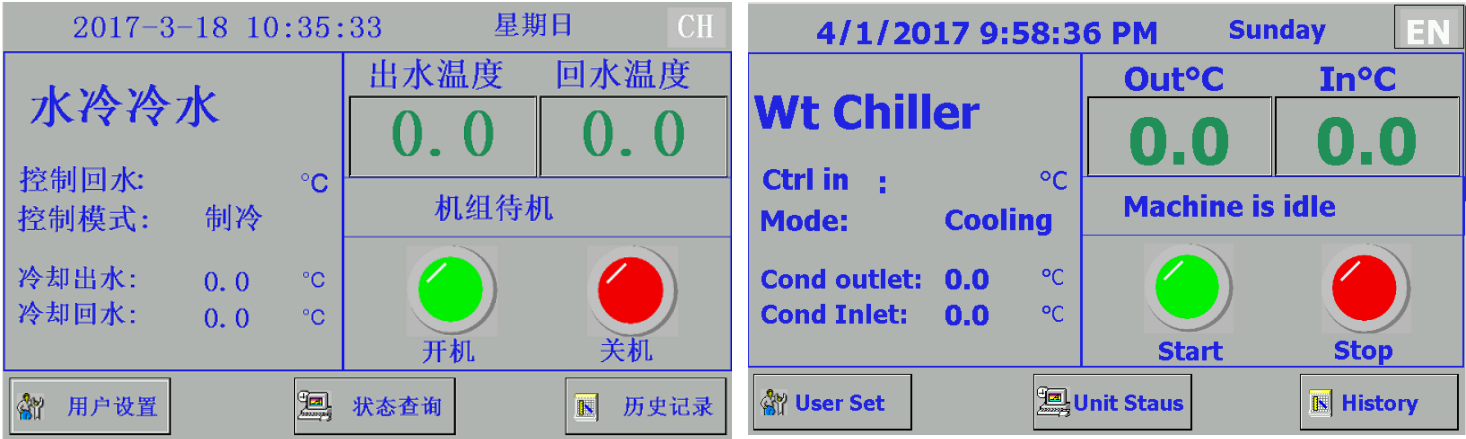 2017-3-18 10:35:33 星期日 CH
出水温度 回水温度
水冷冷水
0.0 0.0
控制回水: °C
机组待机
控制模式: 制冷
冷却出水: 0.0 °C
冷却回水: 0.0 °C
开机 关机
用户设置 状态查询 历史记录
4/1/2017 9:58:36 PM Sunday EN
Out°C In°C
Wt Chiller
0.0 0.0
Ctrl in : °C
Machine is idle
Mode: Cooling
Cond outlet: 0.0 °C
Cond Inlet: 0.0 °C
Start Stop
User Set Unit Staus History